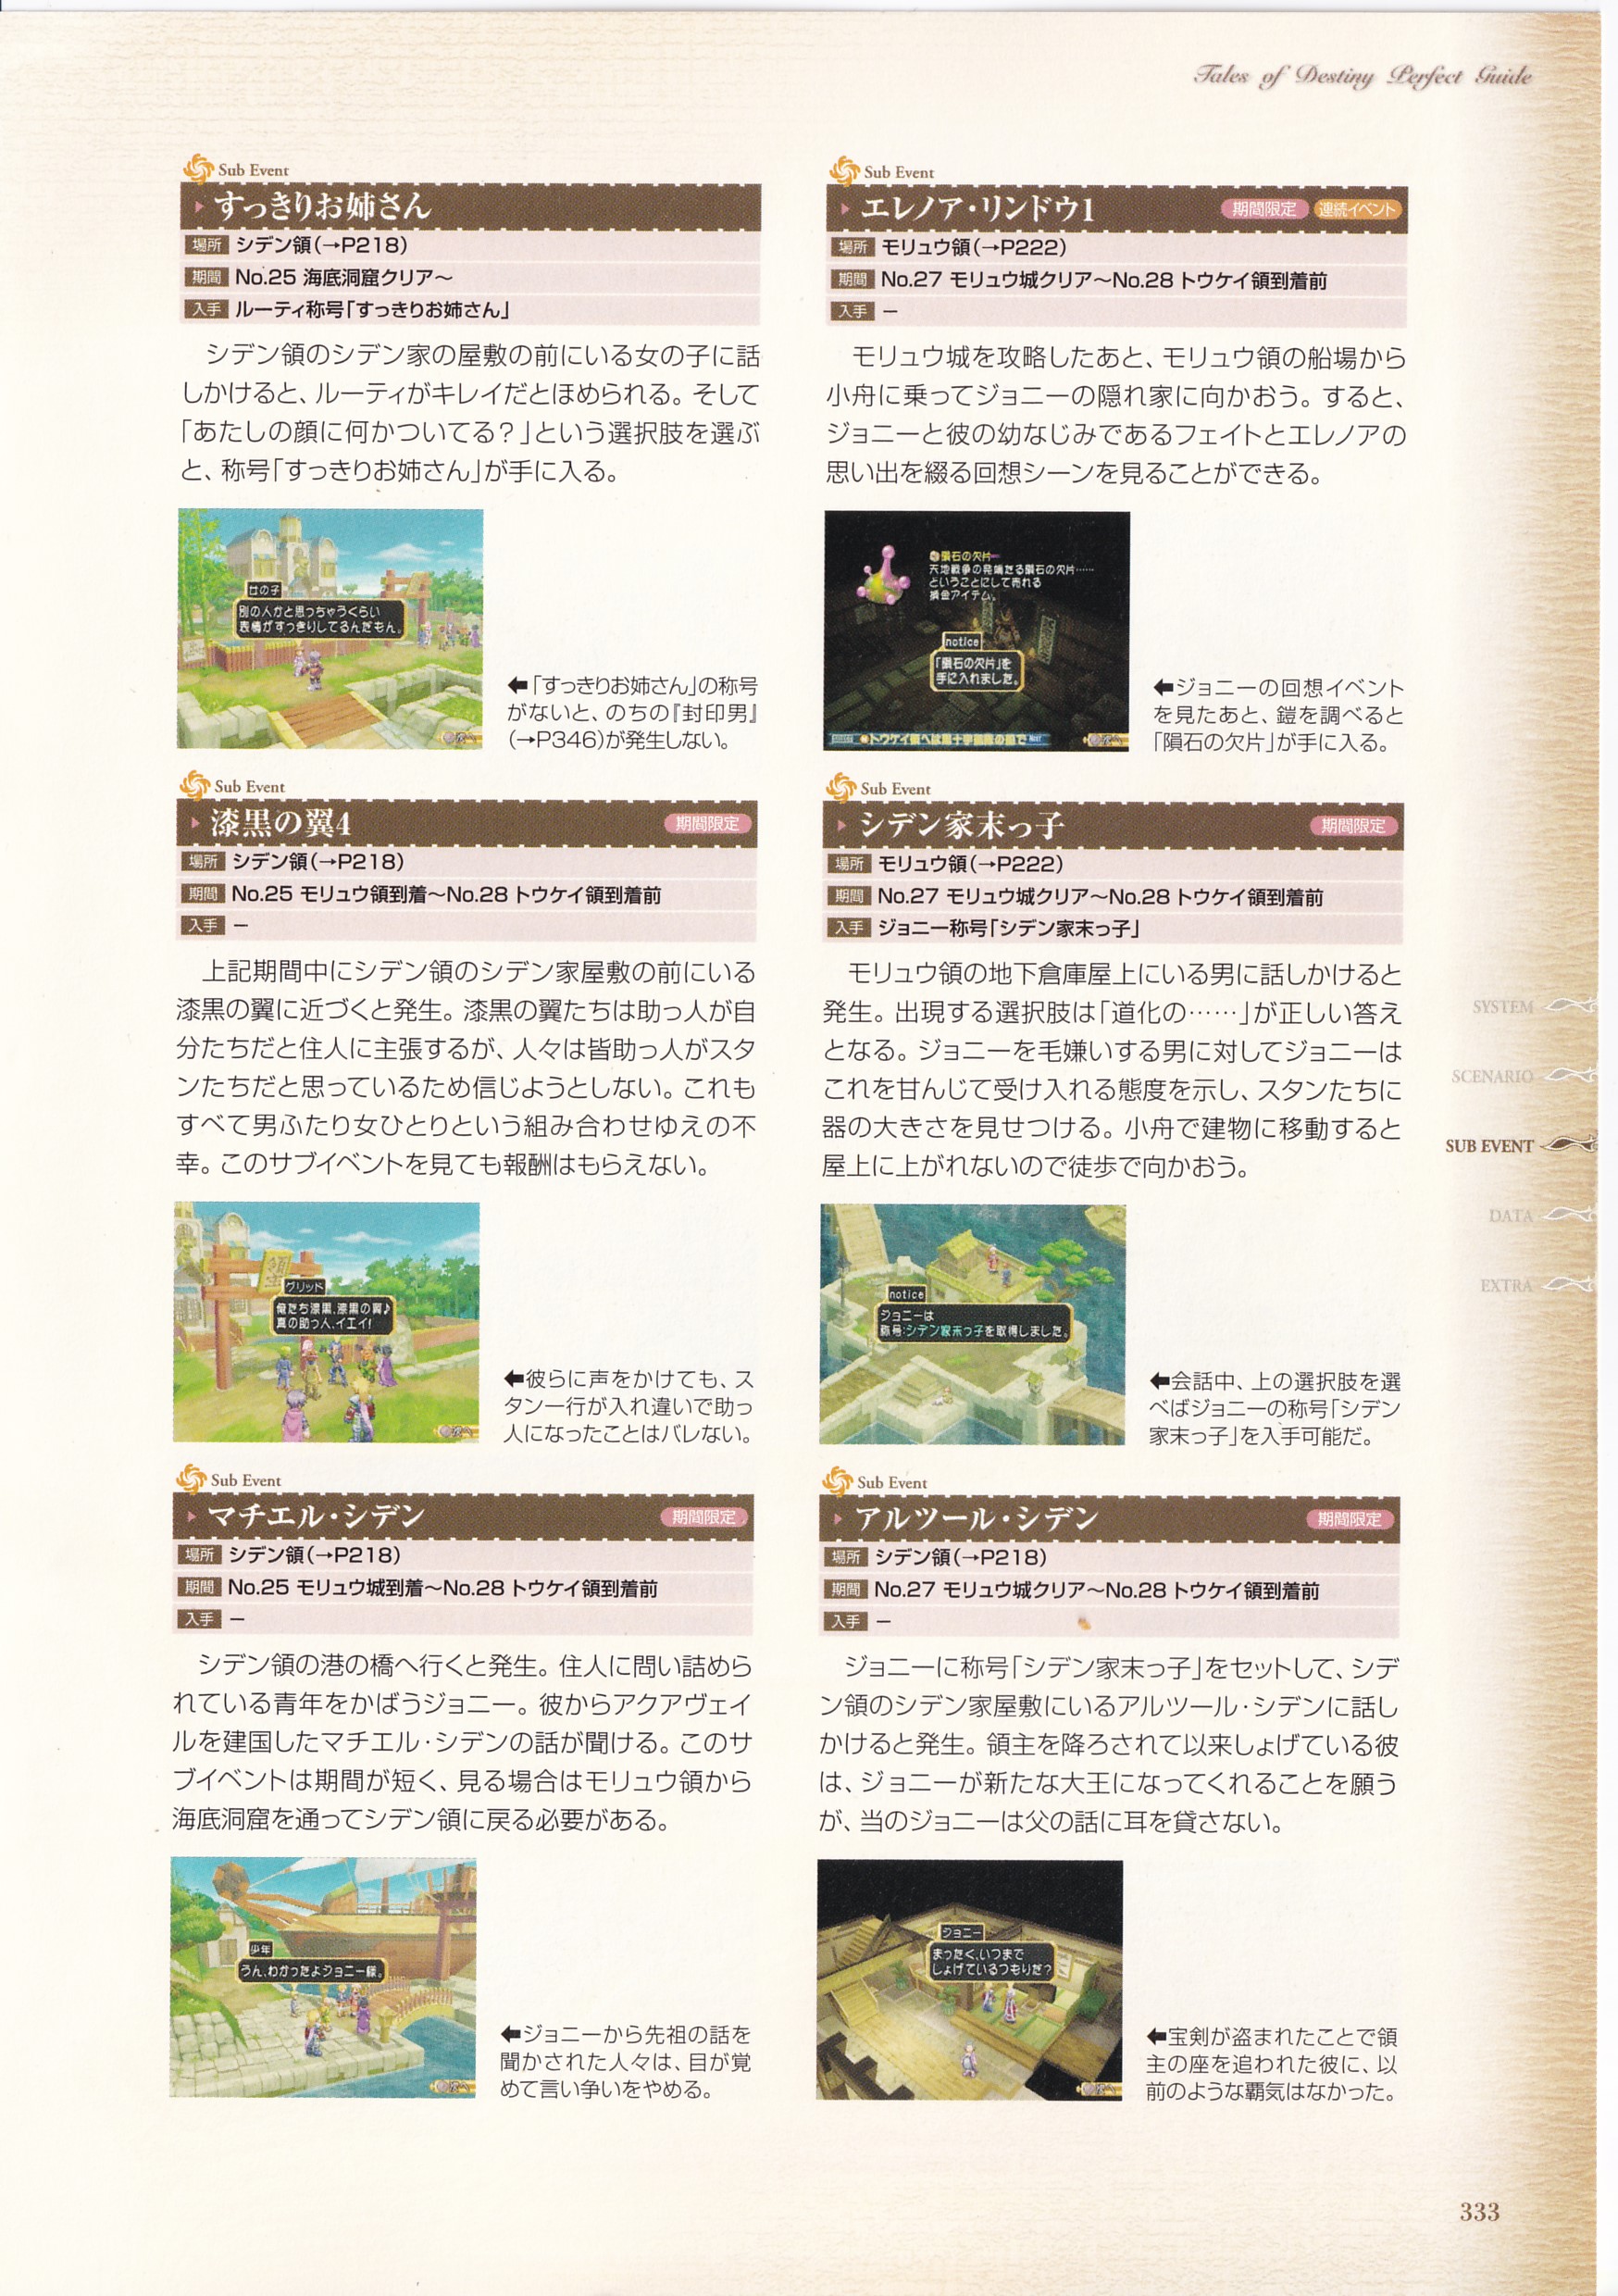 Tales of Destiny Perfect Guide
Sub Event
すっきりお姉さん
場所 シデン領(→P218)
期間 No.25 海底洞窟クリア～
入手 ルーティ称号「すっきりお姉さん」
シデン領のシデン家の屋敷の前にいる女の子に話
しかけると、ルーティがキレイだとほめられる。そして
「あたしの顔に何かついてる？」という選択肢を選ぶ
と、称号「すっきりお姉さん」が手に入る。
女の子
別の人かと思っちゃうくらい
表情がすっきりしてるんだもん。
←「すっきりお姉さん」の称号
がないと、のちの『封印男』
(→P346)が発生しない。
Sub Event
漆黒の翼4 期間限定
場所 シデン領(→P218)
期間 No.25 モリュウ領到着～No.28 トウケイ領到着前
入手 －
上記期間中にシデン領のシデン家屋敷の前にいる
漆黒の翼に近づくと発生。漆黒の翼たちは助っ人が自
分たちだと住人に主張するが、人々は皆助っ人がスタ
ンたちだと思っているため信じようとしない。これも
すべて男ふたり女ひとりという組み合わせゆえの不
幸。このサブイベントを見ても報酬はもらえない。
領主
グリッド
俺たち漆黒、漆黒の翼♪
真の助っ人、イエイ!
←彼らに声をかけても、ス
タン一行が入れ違いで助っ
人になったことはバレない。
Sub Event
マチエル・シデン 期間限定
場所 シデン領(→P218)
期間 No.25 モリュウ城到着～No.28 トウケイ領到着前
入手 －
シデン領の港の橋へ行くと発生。住人に問い詰めら
れている青年をかばうジョニー。彼からアクアヴェイ
ルを建国したマチエル・シデンの話が聞ける。このサ
ブイベントは期間が短く、見る場合はモリュウ領から
海底洞窟を通ってシデン領に戻る必要がある。
少年
うん、わかったよジョニー様。
←ジョニーから先祖の話を
聞かされた人々は、目が覚
めて言い争いをやめる。
Sub Event
エレノア・リンドウ1 期間限定 連続イベント
場所 モリュウ領(→P222)
期間 No.27 モリュウ城クリア～No.28 トウケイ領到着前
入手 －
モリュウ城を攻略したあと、モリュウ領の船場から
小舟に乗ってジョニーの隠れ家に向かおう。すると、
ジョニーと彼の幼なじみであるフェイトとエレノアの
思い出を綴る回想シーンを見ることができる。
隕石の欠片
天地戦争の発端たる隕石の欠片……
ということにして売れる
換金アイテム。
notice
「隕石の欠片」を
手に入れました。
←ジョニーの回想イベント
を見たあと、鎧を調べると
「隕石の欠片」が手に入る。
Sub Event
シデン家末っ子 期間限定
場所 モリュウ領(→P222)
期間 No.27 モリュウ城クリア～No.28 トウケイ領到着前
入手 ジョニー称号「シデン家末っ子」
モリュウ領の地下倉庫屋上にいる男に話しかけると
発生。出現する選択肢は「道化の……」が正しい答え
となる。ジョニーを毛嫌いする男に対してジョニーは
これを甘んじて受け入れる態度を示し、スタンたちに
器の大きさを見せつける。小舟で建物に移動すると
屋上に上がれないので徒歩で向かおう。
notice
ジョニーは
称号:シデン家末っ子を取得しました。
←会話中、上の選択肢を選
べばジョニーの称号「シデン
家末っ子」を入手可能だ。
Sub Event
アルツール・シデン 期間限定
場所 シデン領(→P218)
期間 No.27 モリュウ城クリア～No.28 トウケイ領到着前
入手 －
ジョニーに称号「シデン家末っ子」をセットして、シデ
ン領のシデン家屋敷にいるアルツール・シデンに話し
かけると発生。領主を降ろされて以来しょげている彼
は、ジョニーが新たな大王になってくれることを願う
が、当のジョニーは父の話に耳を貸さない。
ジョニー
まったく、いつまで
しょげているつもりだ?
←宝剣が盗まれたことで領
主の座を追われた彼に、以
前のような覇気はなかった。
SYSTEM
SCENARIO
SUB EVENT
DATA
EXTRA
333